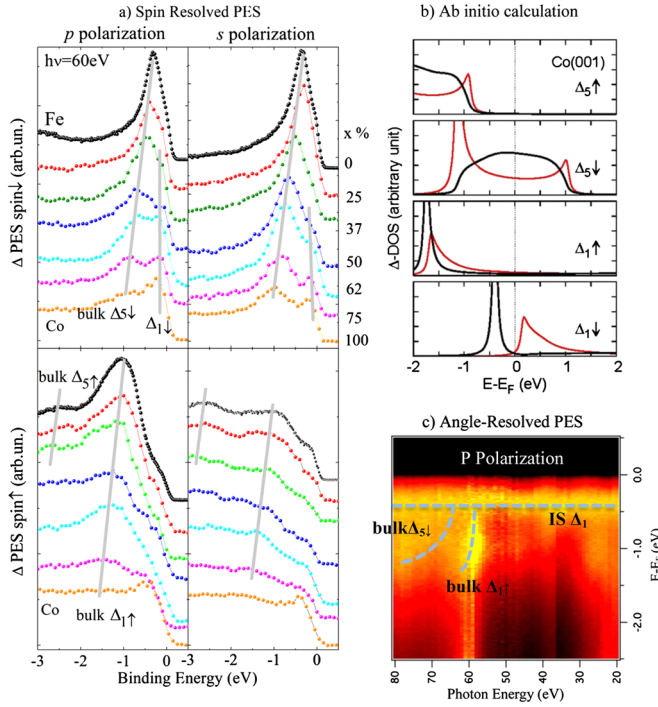 a) Spin Resolved PES
p polarization
s polarization
hν=60eV
Fe
x %
0
25
37
50
62
75
100
bulk Δ5↓
Δ1↓
Co
Δ PES spin↓ (arb.un.)
bulk Δ5↑
bulk Δ1↑
Co
Δ PES spin↑ (arb.un.)
-3 -2 -1 0 -3 -2 -1 0
Binding Energy (eV)
b) Ab initio calculation
Co(001)
Δ5↑
Δ5↓
Δ1↑
Δ1↓
Δ-DOS (arbitrary unit)
-2 -1 0 1 2
E-EF (eV)
c) Angle-Resolved PES
P Polarization
IS Δ1
bulkΔ5↓
bulk Δ1↑
0.0
-1.0
-2.0
80 70 60 50 40 30 20
Photon Energy (eV)